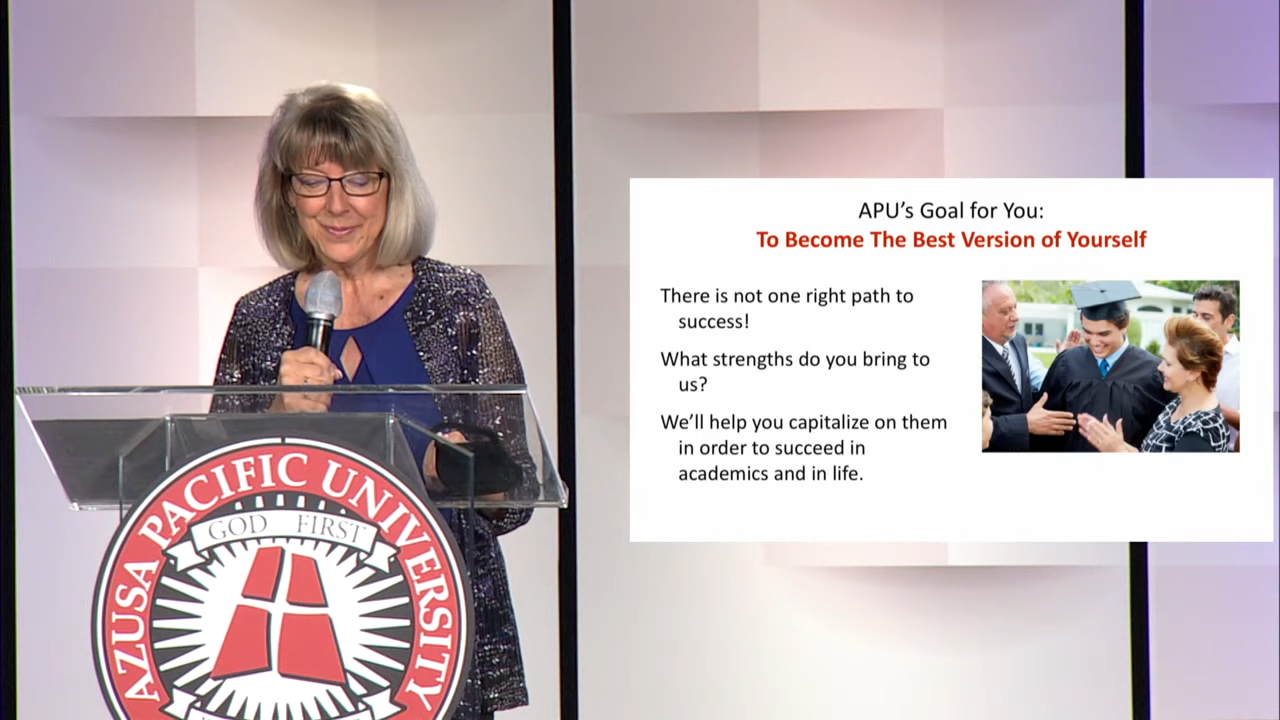 APU's Goal for You:
To Become The Best Version of Yourself
There is not one right path to
success!
What strengths do you bring to
us?
We'll help you capitalize on them
in order to succeed in
academics and in life.
AZUSA PACIFIC UNIVERSITY
GOD FIRST